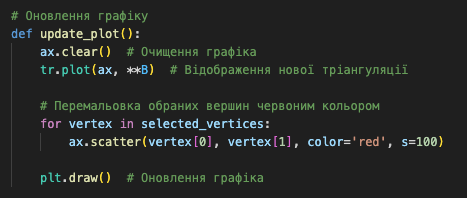 # Оновлення графіку
def update_plot():
    ax.clear()  # Очищення графіка
    tr.plot(ax, **B)  # Відображення нової тріангуляції

    # Перемальовка обраних вершин червоним кольором
    for vertex in selected_vertices:
        ax.scatter(vertex[0], vertex[1], color='red', s=100)

    plt.draw()  # Оновлення графіка